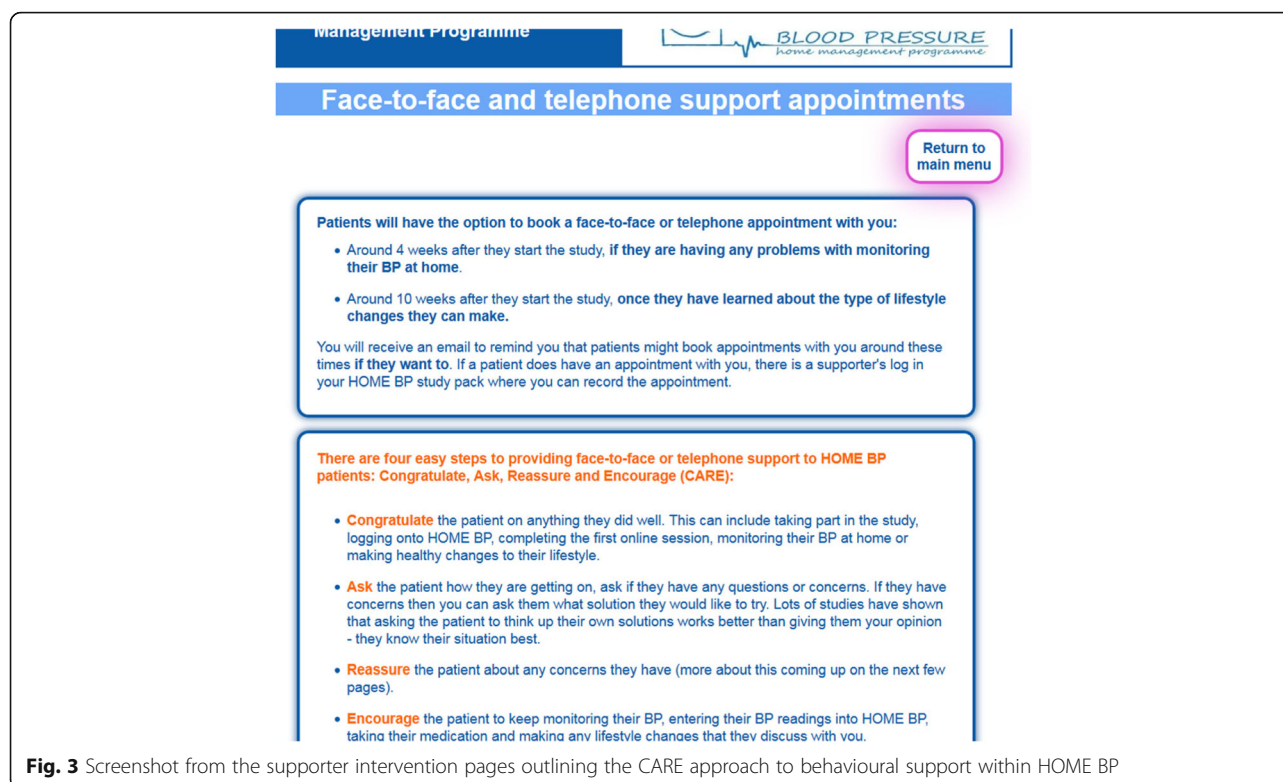 Management Programme
BLOOD PRESSURE
home management programme
Face-to-face and telephone support appointments
Return to
main menu
Patients will have the option to book a face-to-face or telephone appointment with you:
• Around 4 weeks after they start the study, if they are having any problems with monitoring
their BP at home.
• Around 10 weeks after they start the study, once they have learned about the type of lifestyle
changes they can make.
You will receive an email to remind you that patients might book appointments with you around these
times if they want to. If a patient does have an appointment with you, there is a supporter's log in
your HOME BP study pack where you can record the appointment.
There are four easy steps to providing face-to-face or telephone support to HOME BP
patients: Congratulate, Ask, Reassure and Encourage (CARE):
• Congratulate the patient on anything they did well. This can include taking part in the study,
logging onto HOME BP, completing the first online session, monitoring their BP at home or
making healthy changes to their lifestyle.
• Ask the patient how they are getting on, ask if they have any questions or concerns. If they have
concerns then you can ask them what solution they would like to try. Lots of studies have shown
that asking the patient to think up their own solutions works better than giving them your opinion
- they know their situation best.
• Reassure the patient about any concerns they have (more about this coming up on the next few
pages).
• Encourage the patient to keep monitoring their BP, entering their BP readings into HOME BP,
taking their medication and making any lifestyle changes that they discuss with you.
Fig. 3 Screenshot from the supporter intervention pages outlining the CARE approach to behavioural support within HOME BP